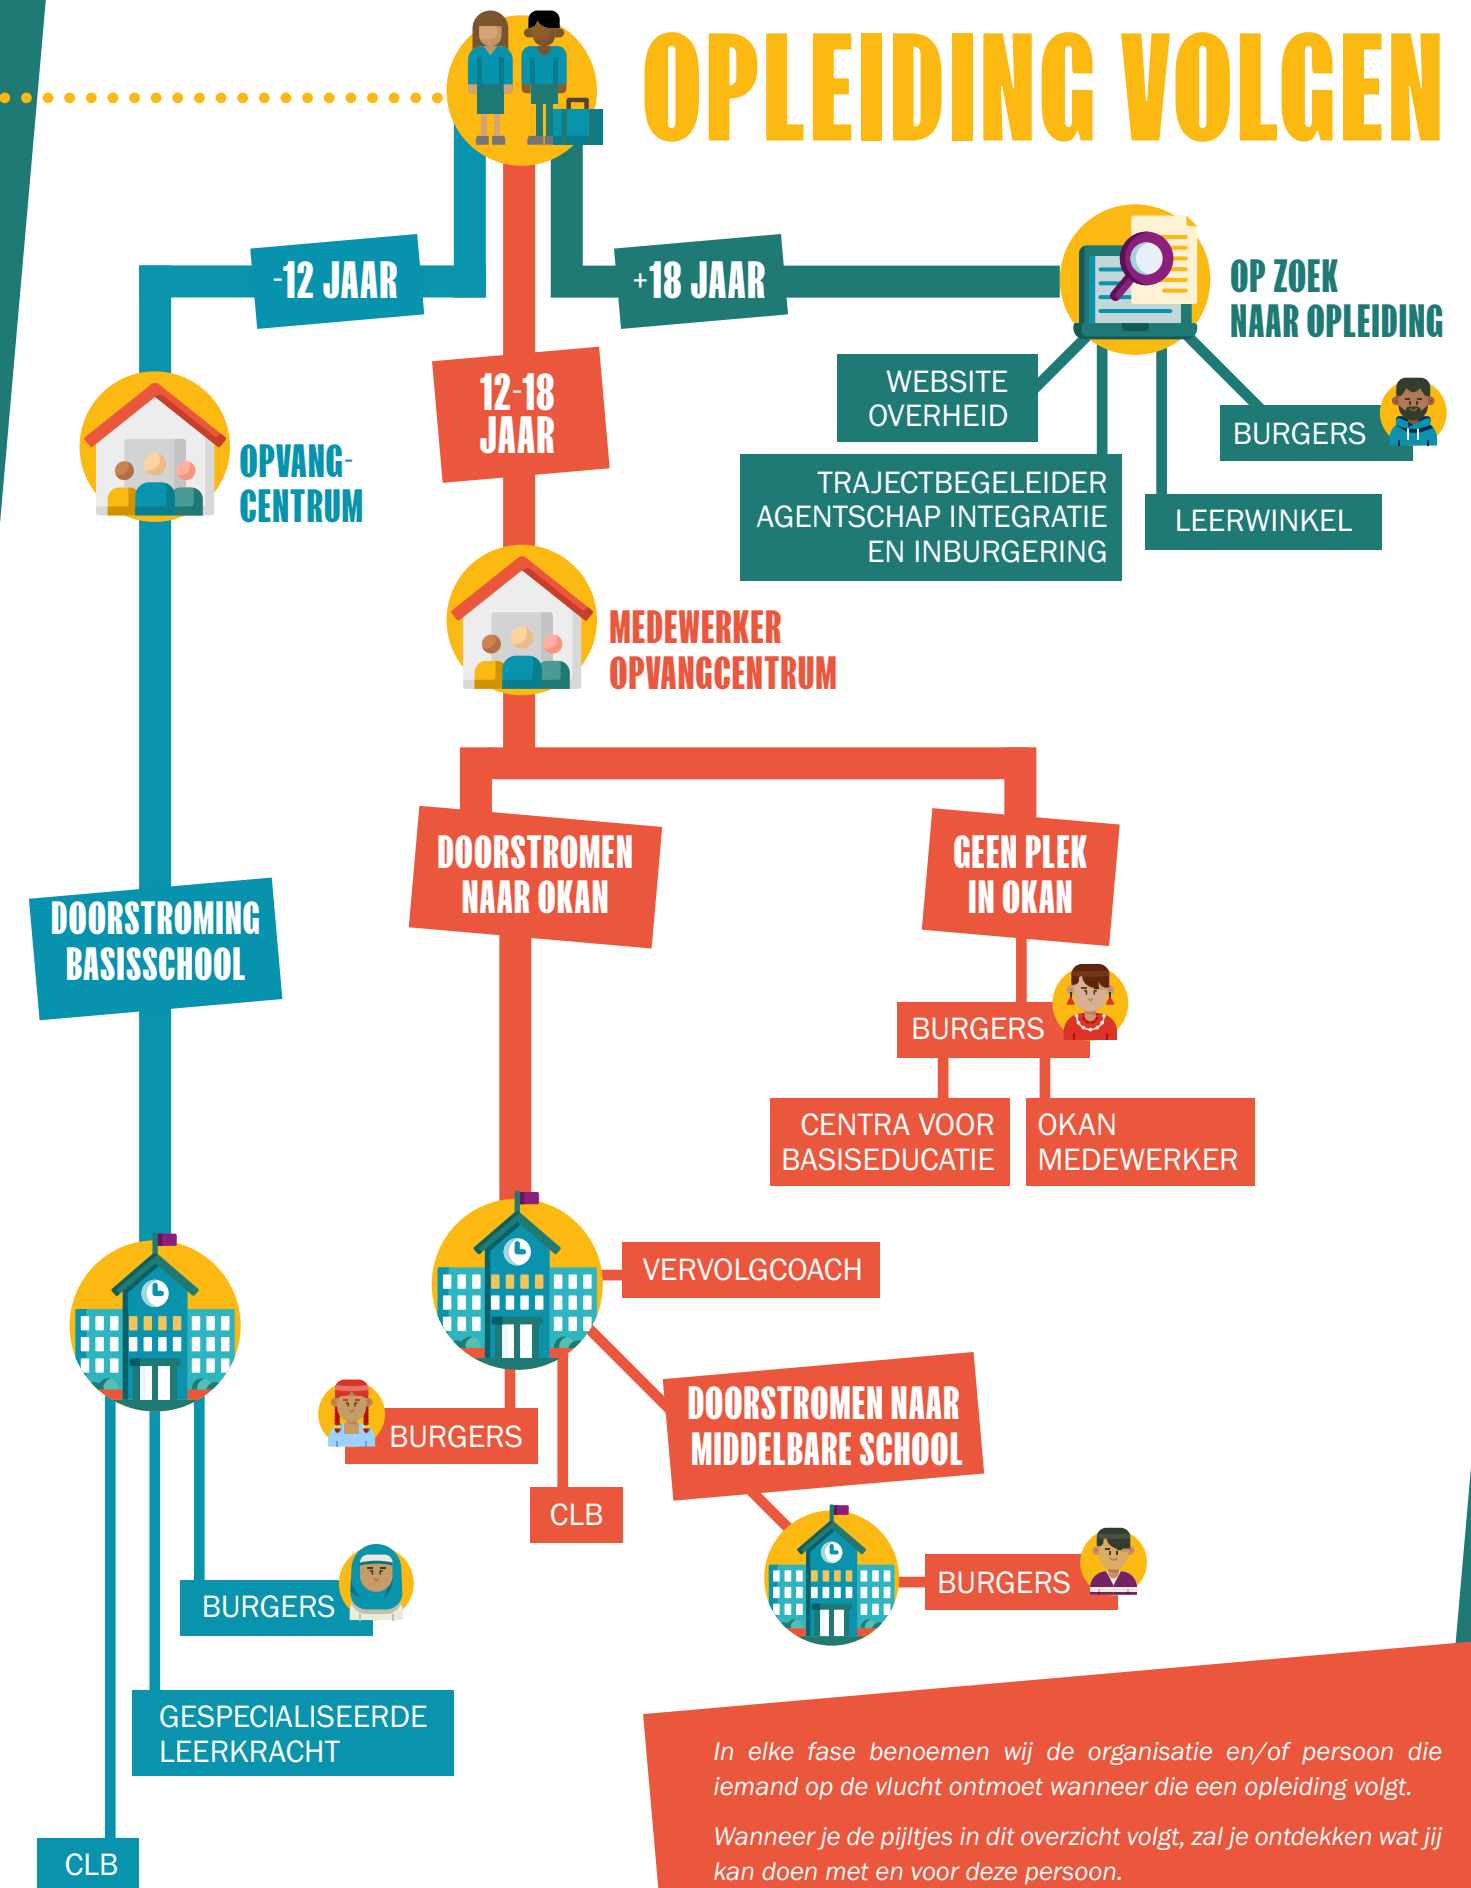 OPLEIDING VOLGEN
-12 JAAR
+18 JAAR
12-18
JAAR
OP ZOEK
NAAR OPLEIDING
WEBSITE
OVERHEID
BURGERS
TRAJECTBEGELEIDER
AGENTSCHAP INTEGRATIE
EN INBURGERING
LEERWINKEL
OPVANG-
CENTRUM
MEDEWERKER
OPVANGCENTRUM
DOORSTROMEN
NAAR OKAN
GEEN PLEK
IN OKAN
DOORSTROMING
BASISSCHOOL
BURGERS
CENTRA VOOR
BASISEDUCATIE
OKAN
MEDEWERKER
VERVOLGCOACH
DOORSTROMEN NAAR
MIDDELBARE SCHOOL
BURGERS
CLB
BURGERS
BURGERS
GESPECIALISEERDE
LEERKRACHT
CLB
In elke fase benoemen wij de organisatie en/of persoon die
iemand op de vlucht ontmoet wanneer die een opleiding volgt.
Wanneer je de pijltjes in dit overzicht volgt, zal je ontdekken wat jij
kan doen met en voor deze persoon.